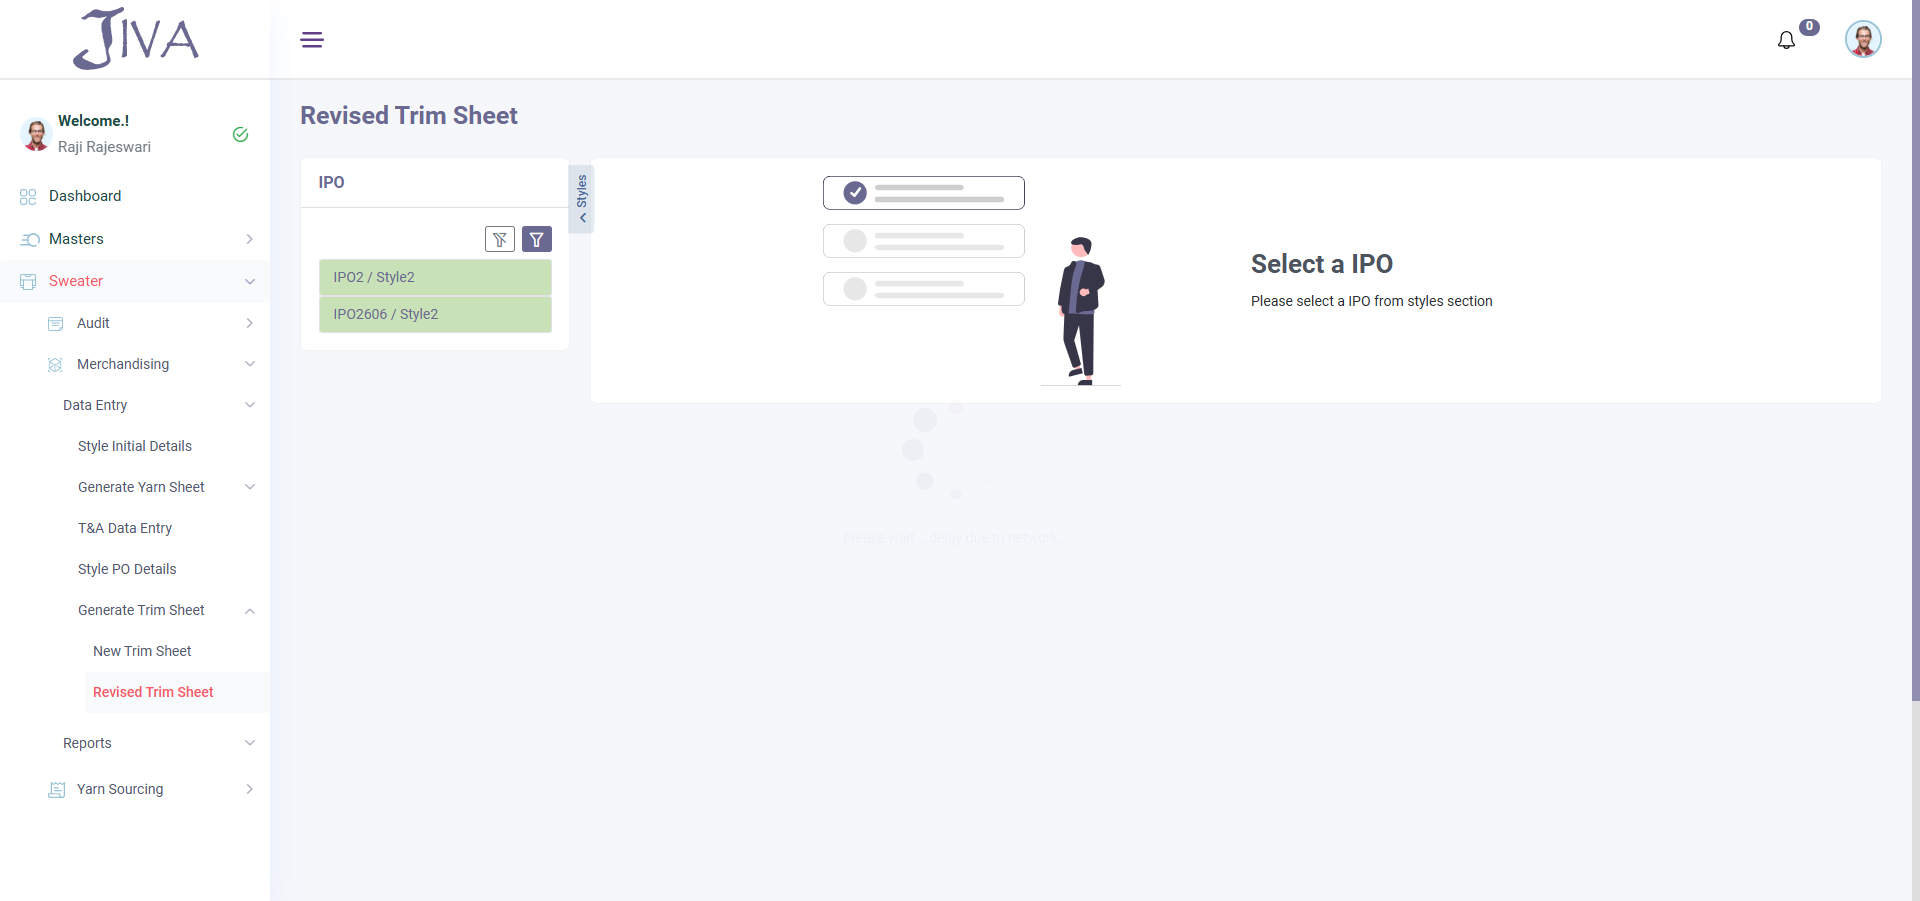 JIVA
0
Welcome.!
Raji Rajeswari
Dashboard
Masters
Sweater
Audit
Merchandising
Data Entry
Style Initial Details
Generate Yarn Sheet
T&A Data Entry
Style PO Details
Generate Trim Sheet
New Trim Sheet
Revised Trim Sheet
Reports
Yarn Sourcing
Revised Trim Sheet
IPO
IPO2 / Style2
IPO2606 / Style2
Styles
Select a IPO
Please select a IPO from styles section
Please wait... delay due to network..